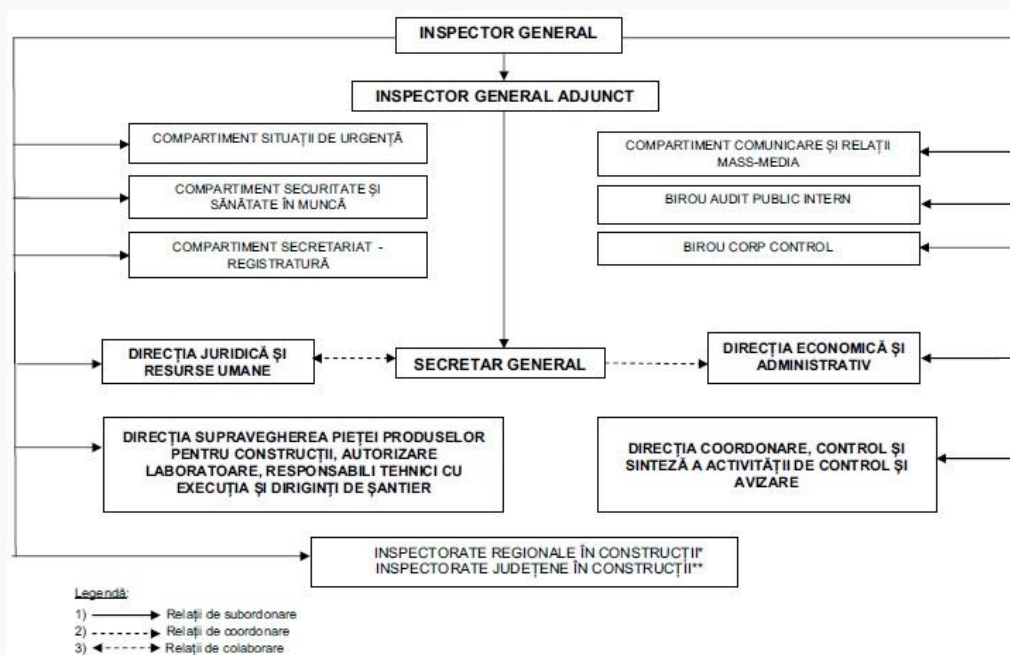 INSPECTOR GENERAL
INSPECTOR GENERAL ADJUNCT
COMPARTIMENT SITUAȚII DE URGENȚĂ
COMPARTIMENT COMUNICARE ȘI RELAȚII
MASS-MEDIA
COMPARTIMENT SECURITATE ȘI
SĂNĂTATE ÎN MUNCĂ
BIROU AUDIT PUBLIC INTERN
COMPARTIMENT SECRETARIAT -
REGISTRATURĂ
BIROU CORP CONTROL
DIRECȚIA JURIDICĂ ȘI
RESURSE UMANE
SECRETAR GENERAL
DIRECȚIA ECONOMICĂ ȘI
ADMINISTRATIV
DIRECȚIA SUPRAVEGHEREA PIEȚEI PRODUSELOR
PENTRU CONSTRUCȚII, AUTORIZARE
LABORATOARE, RESPONSABILI TEHNICI CU
EXECUȚIA ȘI DIRIGINȚI DE ȘANTIER
DIRECȚIA COORDONARE, CONTROL ȘI
SINTEZĂ A ACTIVITĂȚII DE CONTROL ȘI
AVIZARE
INSPECTORATE REGIONALE ÎN CONSTRUCȚII*
INSPECTORATE JUDEȚENE ÎN CONSTRUCȚII**
Legendă:
1) Relații de subordonare
2) Relații de coordonare
3) Relații de colaborare